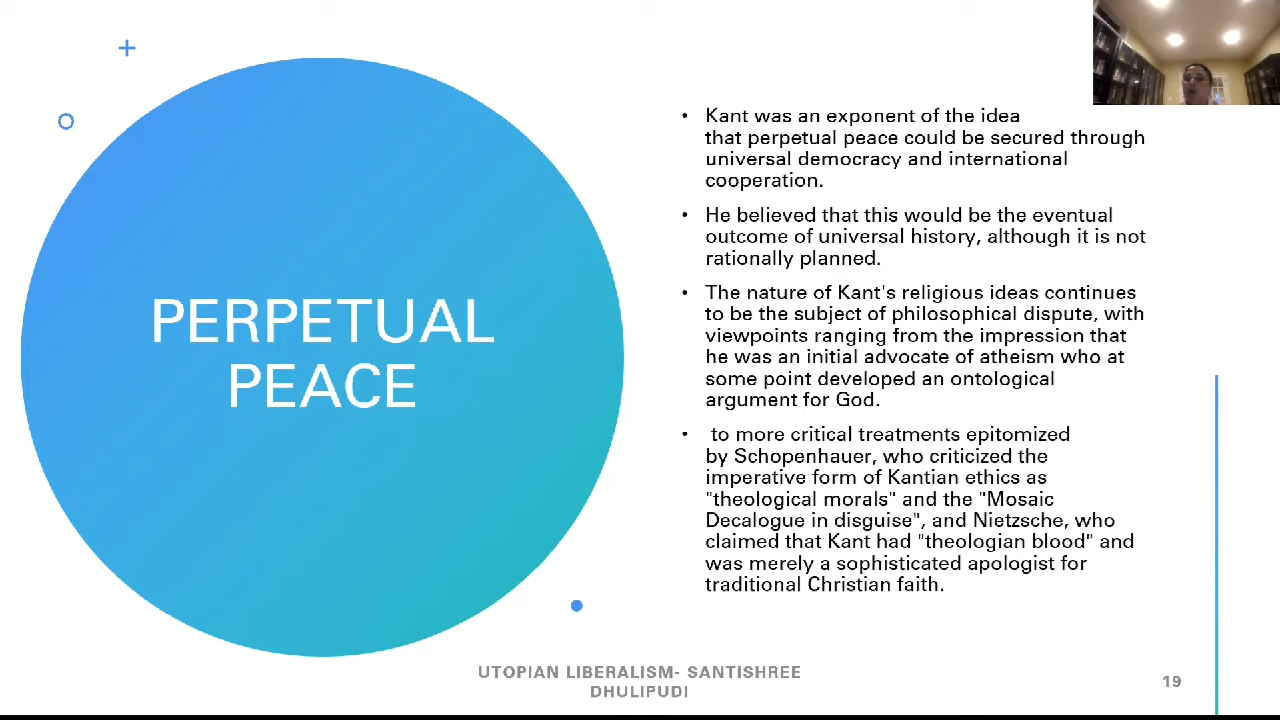 PERPETUAL
PEACE
• Kant was an exponent of the idea
that perpetual peace could be secured through
universal democracy and international
cooperation.
• He believed that this would be the eventual
outcome of universal history, although it is not
rationally planned.
• The nature of Kant's religious ideas continues
to be the subject of philosophical dispute, with
viewpoints ranging from the impression that
he was an initial advocate of atheism who at
some point developed an ontological
argument for God.
• to more critical treatments epitomized
by Schopenhauer, who criticized the
imperative form of Kantian ethics as
"theological morals" and the "Mosaic
Decalogue in disguise", and Nietzsche, who
claimed that Kant had "theologian blood" and
was merely a sophisticated apologist for
traditional Christian faith.
UTOPIAN LIBERALISM- SANTISHREE
DHULIPUDI
19